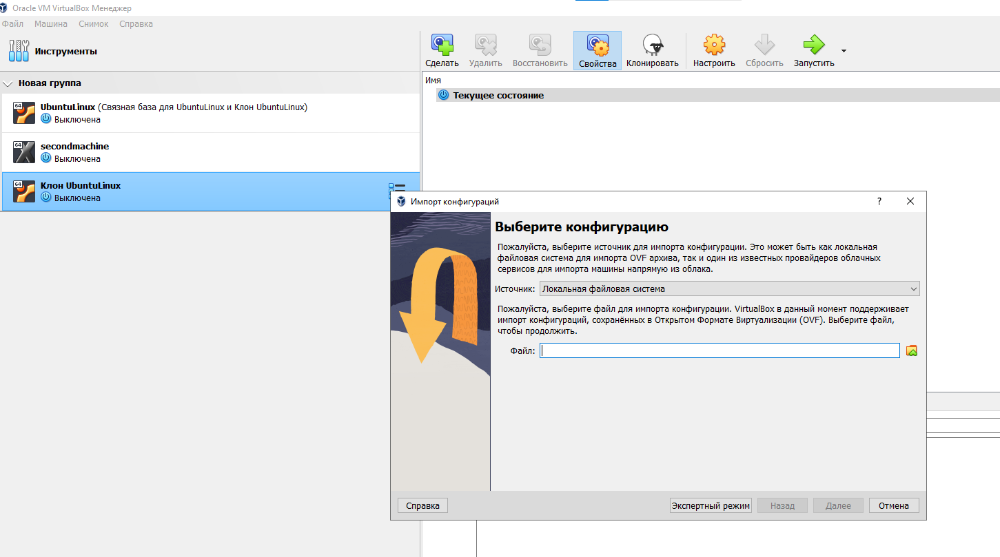 Oracle VM VirtualBox Менеджер
Файл Машина Снимок Справка
Инструменты
Сделать Удалить Восстановить Свойства Клонировать Настроить Сбросить Запустить
Новая группа
Имя
Текущее состояние
64
UbuntuLinux (Связная база для UbuntuLinux и Клон UbuntuLinux)
Выключена
64
secondmachine
Выключена
64
Клон UbuntuLinux
Выключена
Импорт конфигураций ?
Выберите конфигурацию
Пожалуйста, выберите источник для импорта конфигурации. Это может быть как локальная
файловая система для импорта OVF архива, так и один из известных провайдеров облачных
сервисов для импорта машины напрямую из облака.
Источник: Локальная файловая система
Пожалуйста, выберите файл для импорта конфигурации. VirtualBox в данный момент поддерживает
импорт конфигураций, сохранённых в Открытом Формате Виртуализации (OVF). Выберите файл,
чтобы продолжить.
Файл:
Справка Экспертный режим Назад Далее Отмена